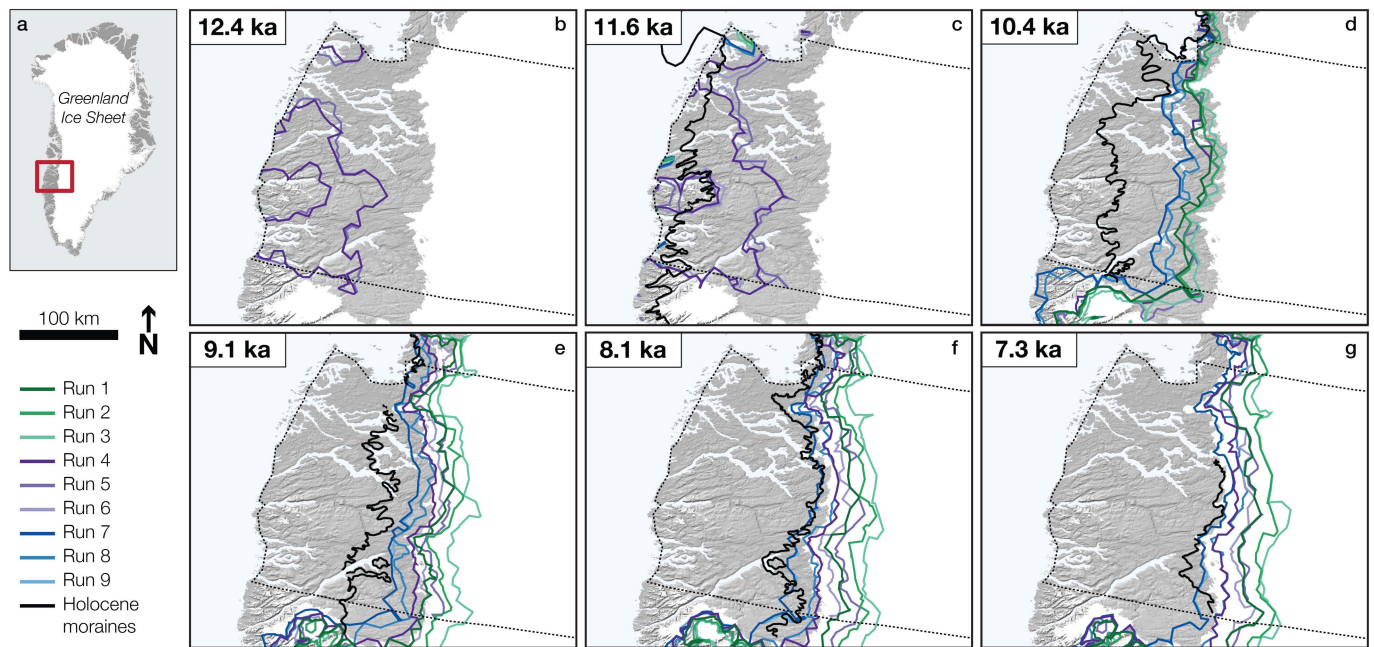 a
Greenland
Ice Sheet
100 km
N
Run 1
Run 2
Run 3
Run 4
Run 5
Run 6
Run 7
Run 8
Run 9
Holocene
moraines
12.4 ka
b
11.6 ka
c
10.4 ka
d
9.1 ka
e
8.1 ka
f
7.3 ka
g